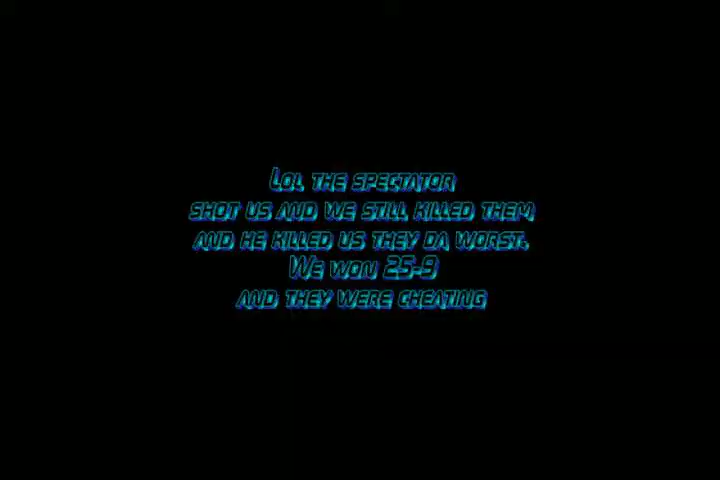 Lol the spectator
shot us and we still killed them
and he killed us they da worst.
We won 25-9
and they were cheating